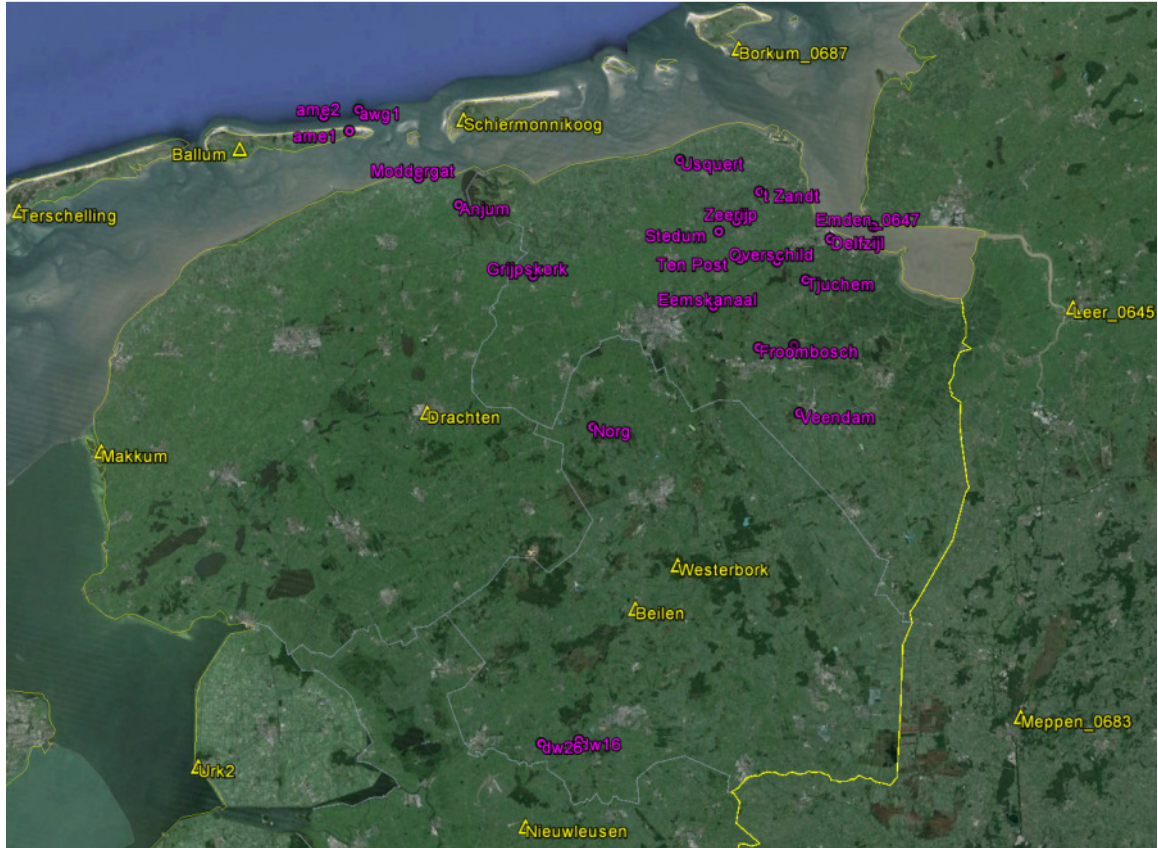 Borkum_0687
ame2
awg1
Schiermonnikoog
ame1
Ballum
Usquert
Moddergat
't Zandt
Anjum
Terschelling
Zeerijp
Emden_0647
Stedum
Delfzijl
Overschild
Ten Post
Grijpskerk
Tjuchem
Eemskanaal
Leer_0645
Froombosch
Drachten
Veendam
Norg
Makkum
Westerbork
Beilen
Meppen_0683
dw26
dw16
Urk2
Nieuwleusen